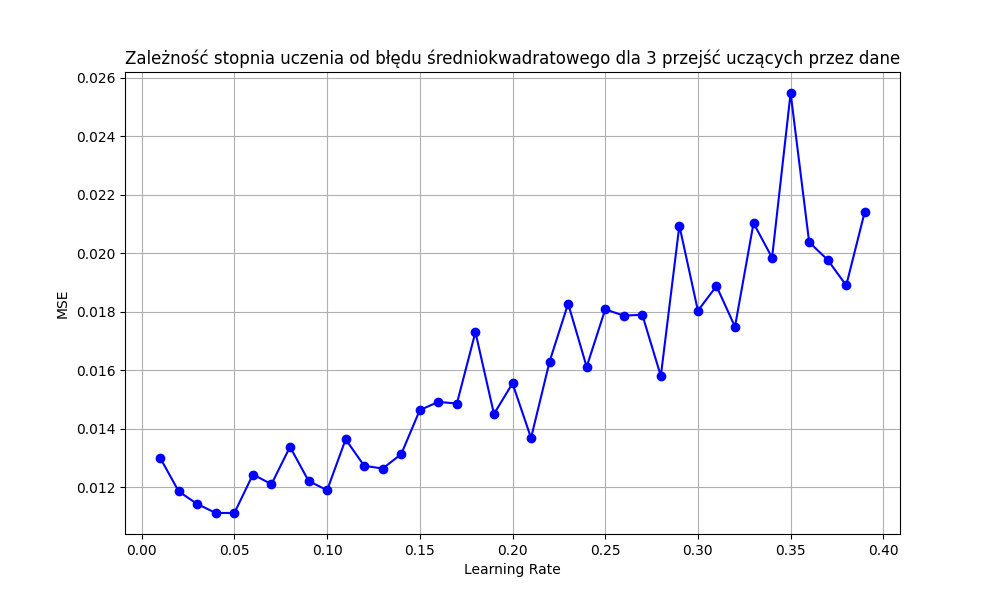 Zależność stopnia uczenia od błędu średniokwadratowego dla 3 przejść uczących przez dane
0.026
0.024
0.022
0.020
0.018
0.016
0.014
0.012
MSE
0.00 0.05 0.10 0.15 0.20 0.25 0.30 0.35 0.40
Learning Rate